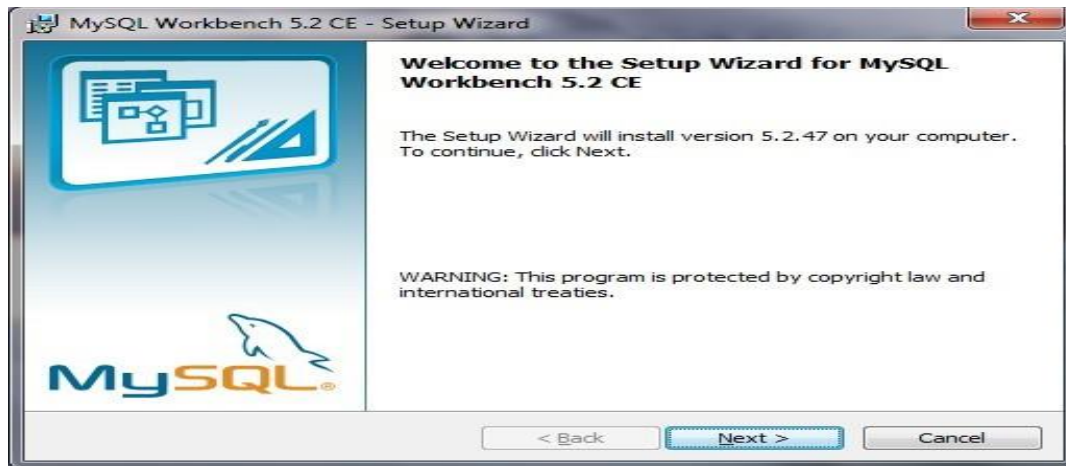 MySQL Workbench 5.2 CE - Setup Wizard
Welcome to the Setup Wizard for MySQL
Workbench 5.2 CE
The Setup Wizard will install version 5.2.47 on your computer.
To continue, click Next.
WARNING: This program is protected by copyright law and
international treaties.
MySQL®
< Back Next > Cancel